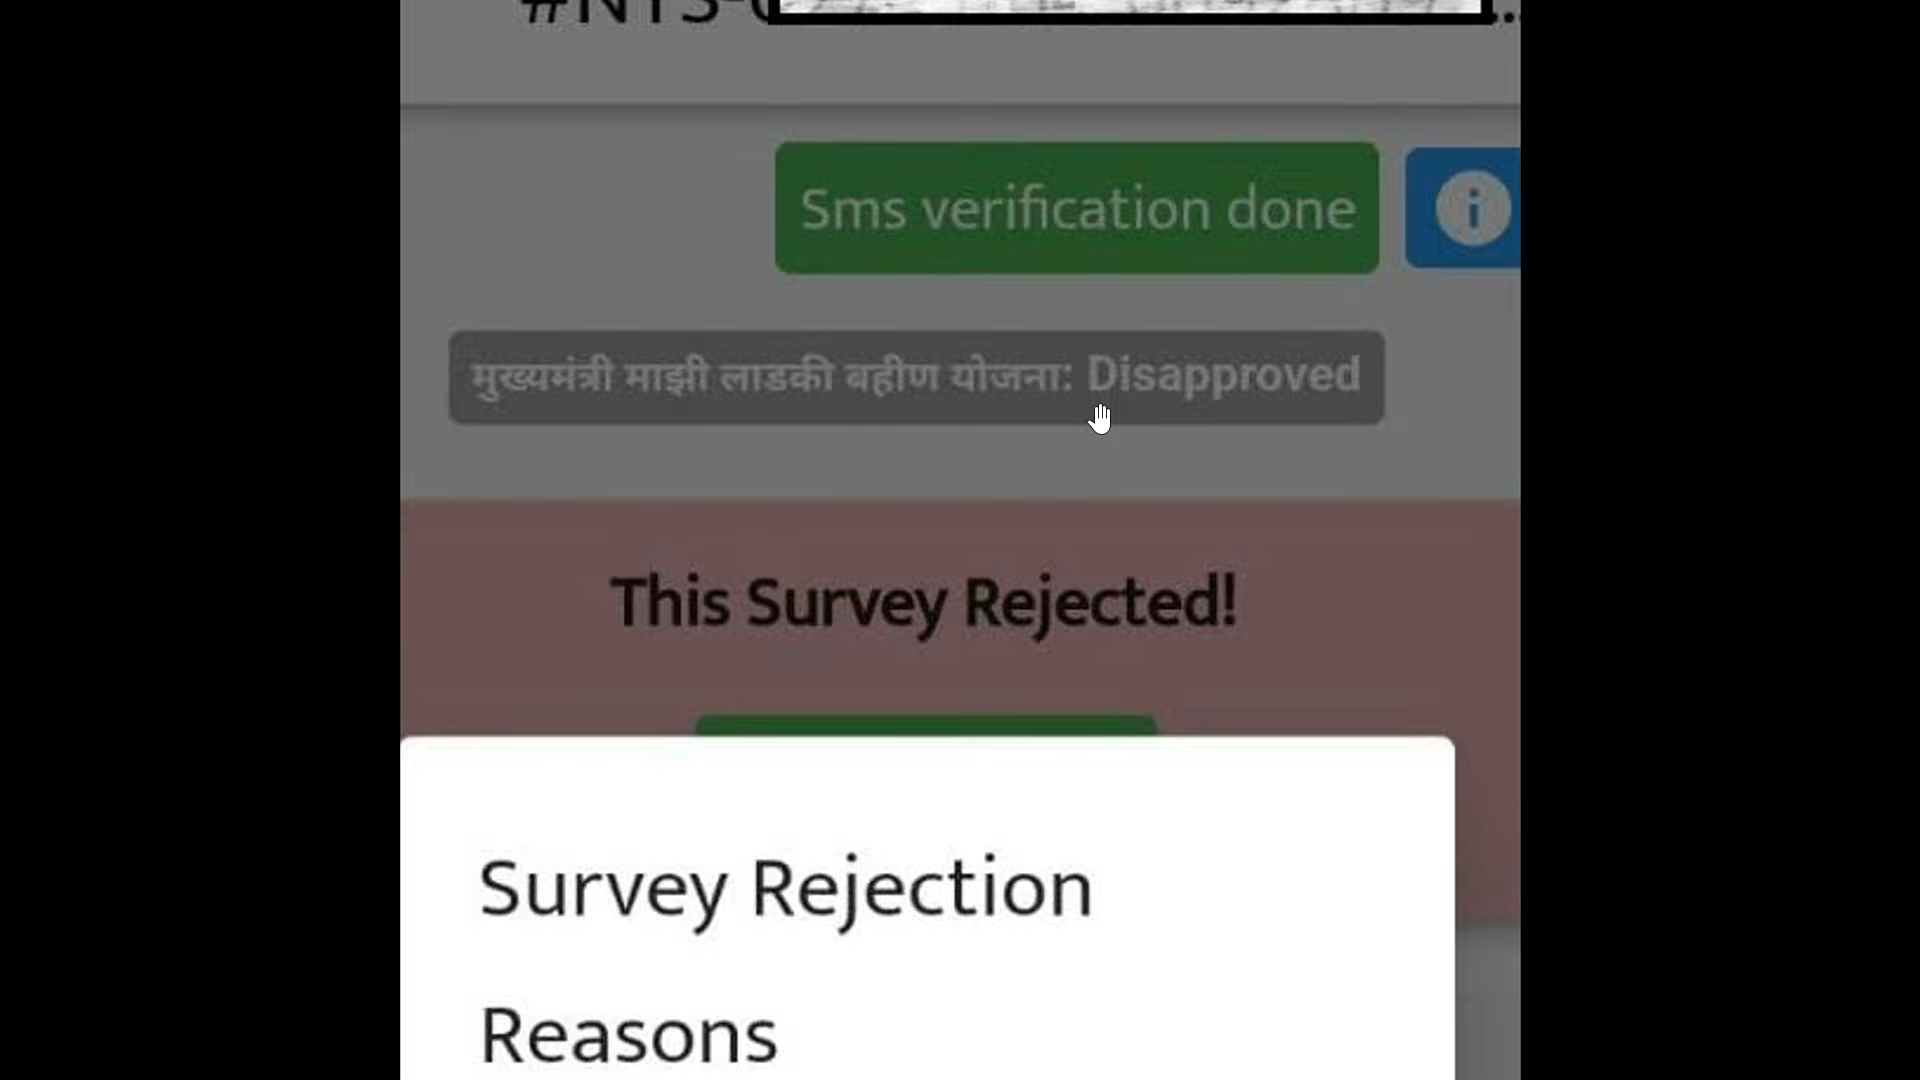 Sms verification done
मुख्यमंत्री माझी लाडकी बहीण योजना: Disapproved
This Survey Rejected!
Survey Rejection
Reasons